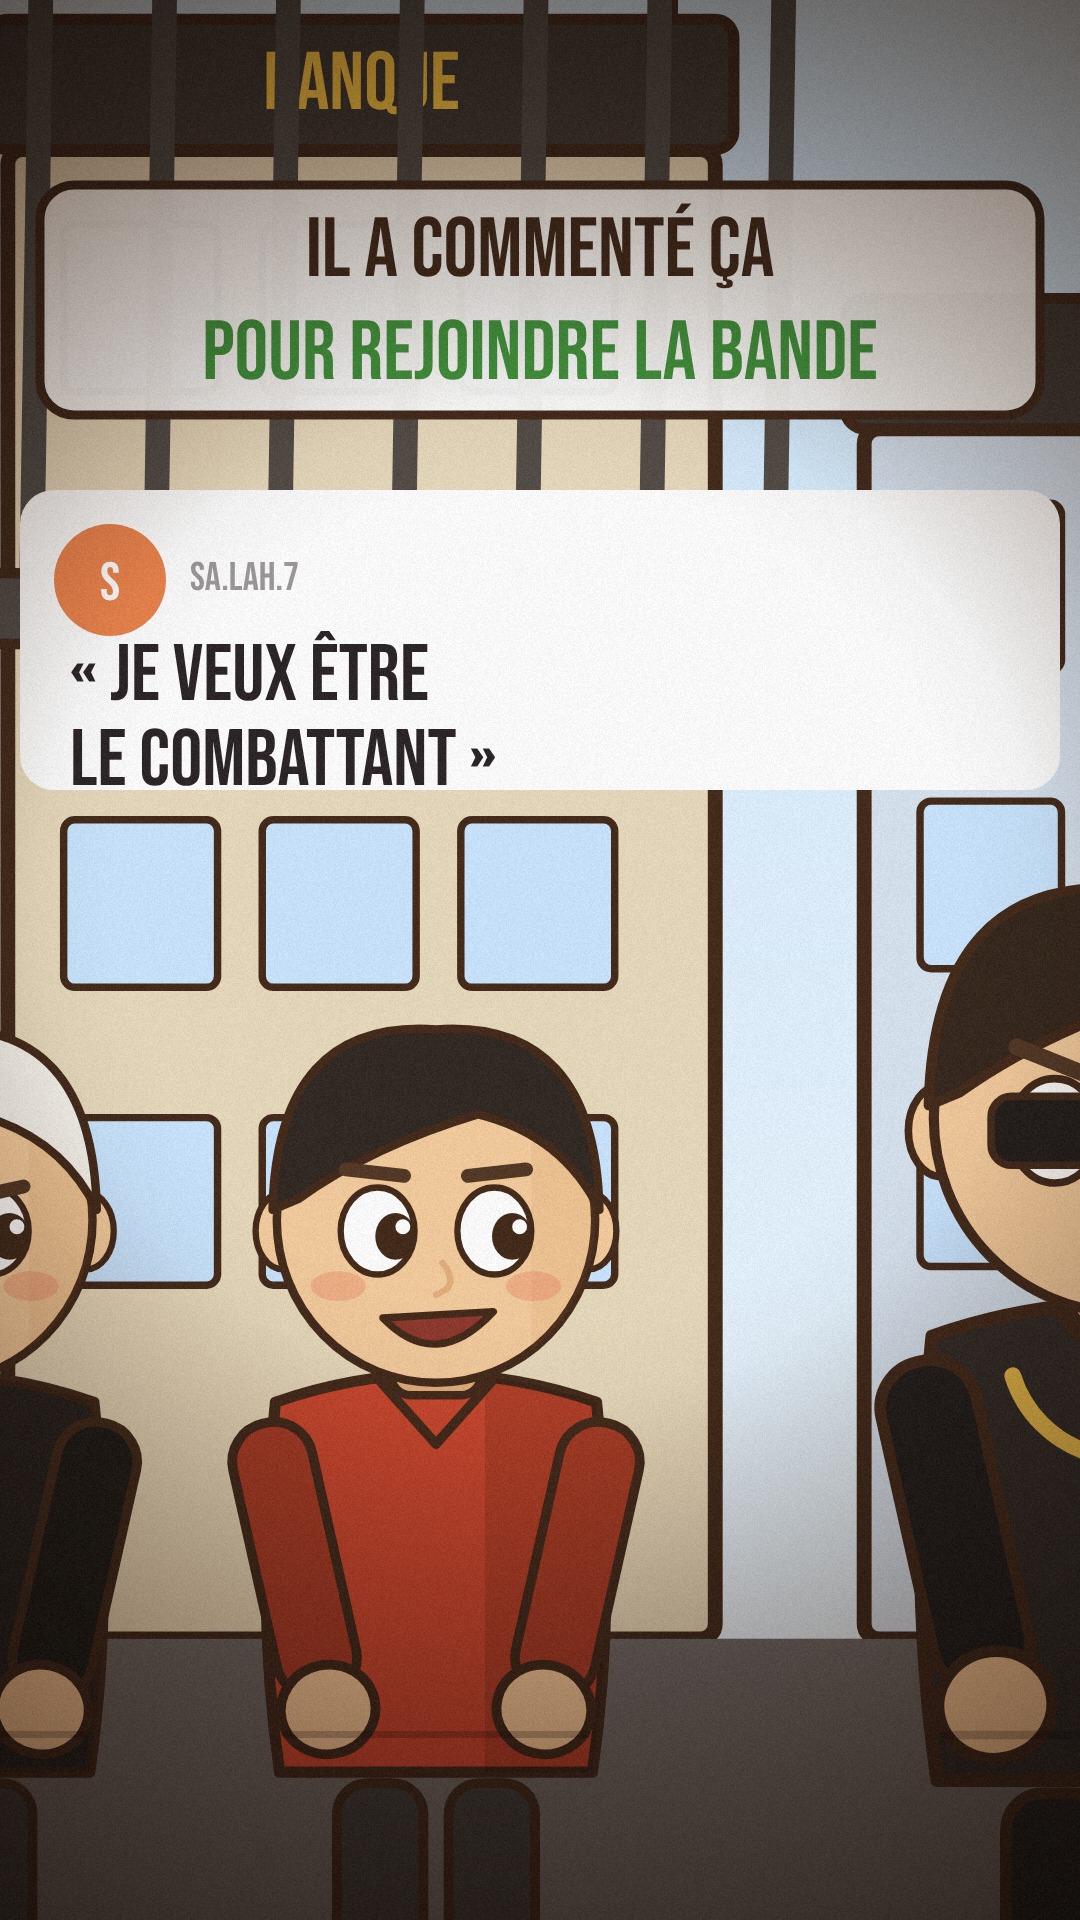 IL A COMMENTÉ ÇA
POUR REJOINDRE LA BANDE
S
SA.LAH.7
« JE VEUX ÊTRE
LE COMBATTANT »